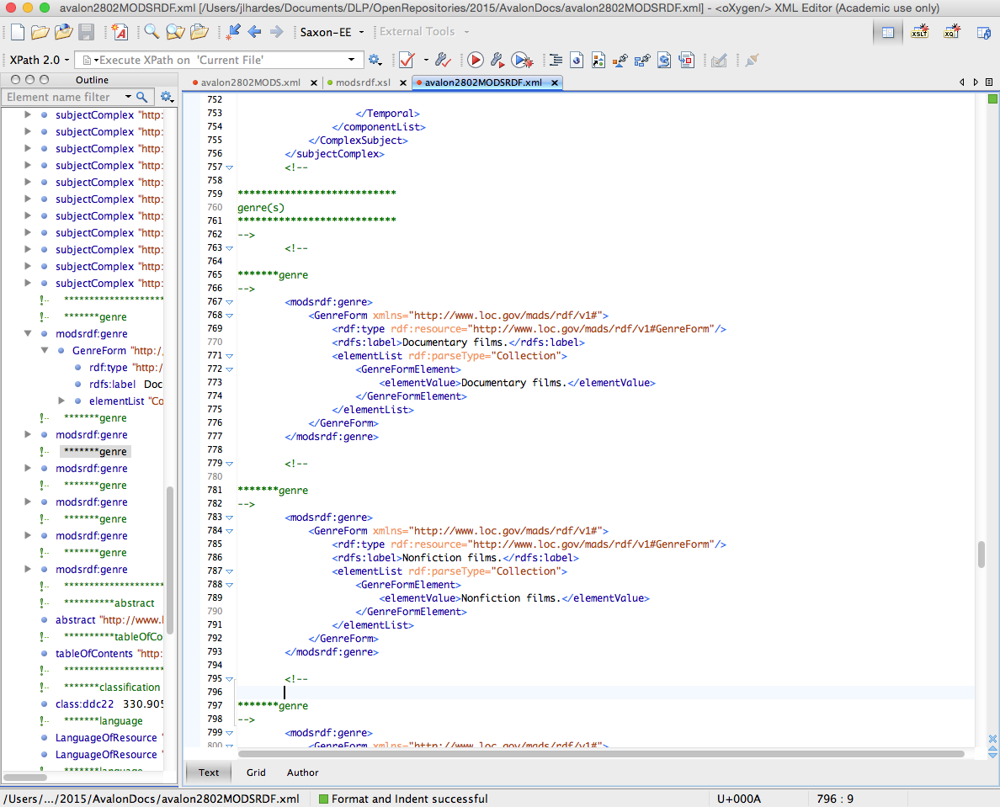 avalon2802MODSRDF.xml [/Users/jlhardes/Documents/DLP/OpenRepositories/2015/AvalonDocs/avalon2802MODSRDF.xml] - <oXygen/> XML Editor (Academic use only)
Saxon-EE External Tools XSLT XQ
XPath 2.0 Execute XPath on 'Current File'
Outline
avalon2802MODS.xml modsrdf.xsl avalon2802MODSRDF.xml
Element name filter
subjectComplex "http:
subjectComplex "http:
subjectComplex "http:
subjectComplex "http:
subjectComplex "http:
subjectComplex "http:
subjectComplex "http:
subjectComplex "http:
subjectComplex "http:
subjectComplex "http:
subjectComplex "http:
!-- ********************
!-- *******genre
modsrdf:genre
GenreForm "http:/
rdf:type "http:/
rdfs:label Doc
elementList "Co
!-- *******genre
modsrdf:genre
!-- *******genre
modsrdf:genre
!-- *******genre
modsrdf:genre
!-- *******genre
modsrdf:genre
!-- *******genre
modsrdf:genre
!-- ********************
!-- **********abstract
abstract "http://www.l
!-- **********tableOfCo
tableOfContents "http:
!-- ********************
!-- *******classification
class:ddc22 330.905
!-- *******language
LanguageOfResource "
LanguageOfResource "
!-- *******language
752
753 </Temporal>
754 </componentList>
755 </ComplexSubject>
756 </subjectComplex>
757 <!--
758
759 ***************************
760 genre(s)
761 ***************************
762 -->
763 <!--
764
765 *******genre
766 -->
767 <modsrdf:genre>
768 <GenreForm xmlns="http://www.loc.gov/mads/rdf/v1#">
769 <rdf:type rdf:resource="http://www.loc.gov/mads/rdf/v1#GenreForm"/>
770 <rdfs:label>Documentary films.</rdfs:label>
771 <elementList rdf:parseType="Collection">
772 <GenreFormElement>
773 <elementValue>Documentary films.</elementValue>
774 </GenreFormElement>
775 </elementList>
776 </GenreForm>
777 </modsrdf:genre>
778
779 <!--
780
781 *******genre
782 -->
783 <modsrdf:genre>
784 <GenreForm xmlns="http://www.loc.gov/mads/rdf/v1#">
785 <rdf:type rdf:resource="http://www.loc.gov/mads/rdf/v1#GenreForm"/>
786 <rdfs:label>Nonfiction films.</rdfs:label>
787 <elementList rdf:parseType="Collection">
788 <GenreFormElement>
789 <elementValue>Nonfiction films.</elementValue>
790 </GenreFormElement>
791 </elementList>
792 </GenreForm>
793 </modsrdf:genre>
794
795 <!--
796
797 *******genre
798 -->
799 <modsrdf:genre>
800 <GenreForm xmlns="http://www.loc.gov/mads/rdf/v1#">
Text Grid Author
/Users/.../2015/AvalonDocs/avalon2802MODSRDF.xml Format and Indent successful U+000A 796 : 9